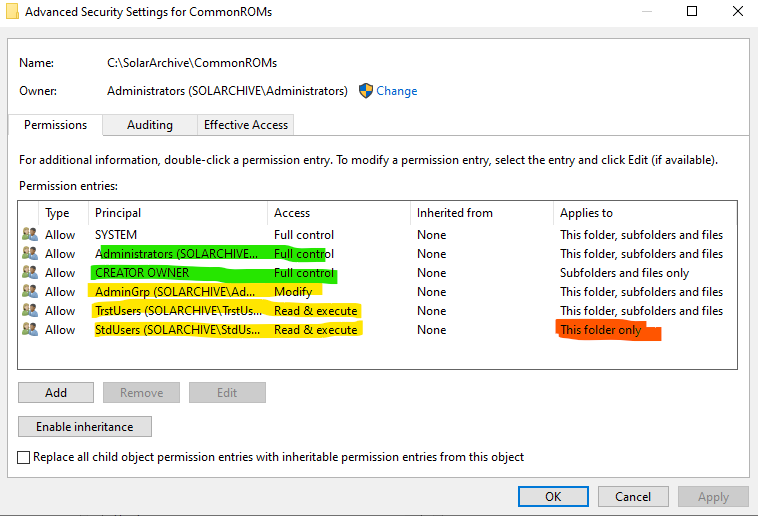 Advanced Security Settings for CommonROMs
Name: C:\SolarArchive\CommonROMs
Owner: Administrators (SOLARCHIVE\Administrators) Change
Permissions Auditing Effective Access
For additional information, double-click a permission entry. To modify a permission entry, select the entry and click Edit (if available).
Permission entries:
Type Principal Access Inherited from Applies to
Allow SYSTEM Full control None This folder, subfolders and files
Allow Administrators (SOLARCHIVE... Full control None This folder, subfolders and files
Allow CREATOR OWNER Full control None Subfolders and files only
Allow AdminGrp (SOLARCHIVE\Ad... Modify None This folder, subfolders and files
Allow TrstUsers (SOLARCHIVE\TrstUs... Read & execute None This folder, subfolders and files
Allow StdUsers (SOLARCHIVE\StdUs... Read & execute None This folder only
Add Remove Edit
Enable inheritance
Replace all child object permission entries with inheritable permission entries from this object
OK Cancel Apply